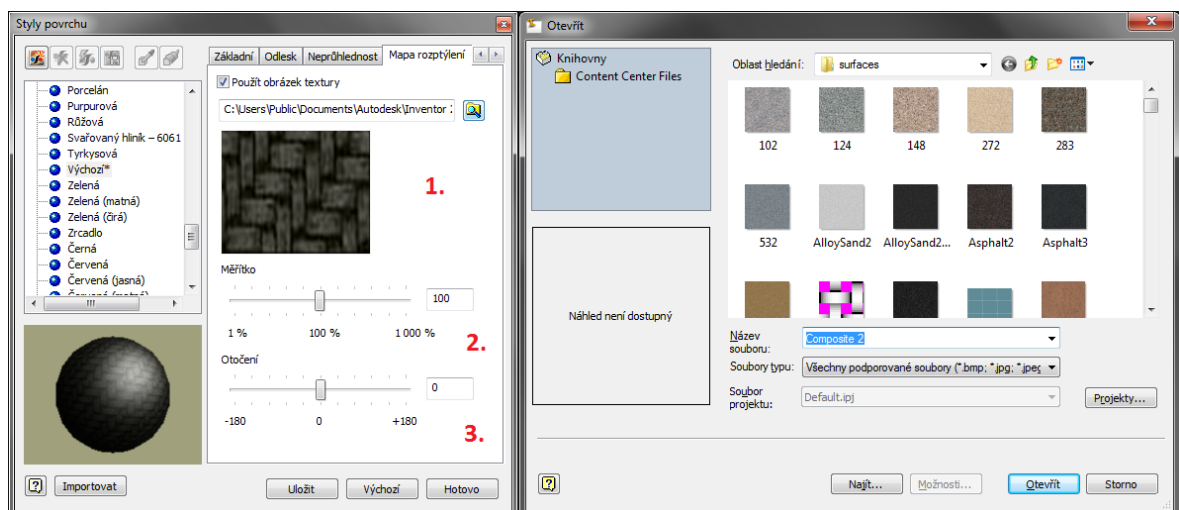 Styly povrchu
Základní
Odlesk
Neprůhlednost
Mapa rozptýlení
Použít obrázek textury
C:\Users\Public\Documents\Autodesk\Inventor
Porcelán
Purpurová
Růžová
Svařovaný hliník – 6061
Tyrkysová
Výchozí*
Zelená
Zelená (matná)
Zelená (čirá)
Zrcadlo
Černá
Červená
Červená (jasná)
Červená (matná)
1.
Měřítko
100
1 %
100 %
1 000 %
2.
Otočení
0
-180
0
+180
3.
Importovat
Uložit
Výchozí
Hotovo
Otevřít
Knihovny
Content Center Files
Náhled není dostupný
Oblast hledání:
surfaces
102
124
148
272
283
532
AlloySand2
AlloySand2...
Asphalt2
Asphalt3
Název
souboru:
Composite 2
Soubory typu:
Všechny podporované soubory (*.bmp; *.jpg; *.jpeg
Soubor
projektu:
Default.ipj
Projekty...
Najít...
Možnosti...
Otevřít
Storno